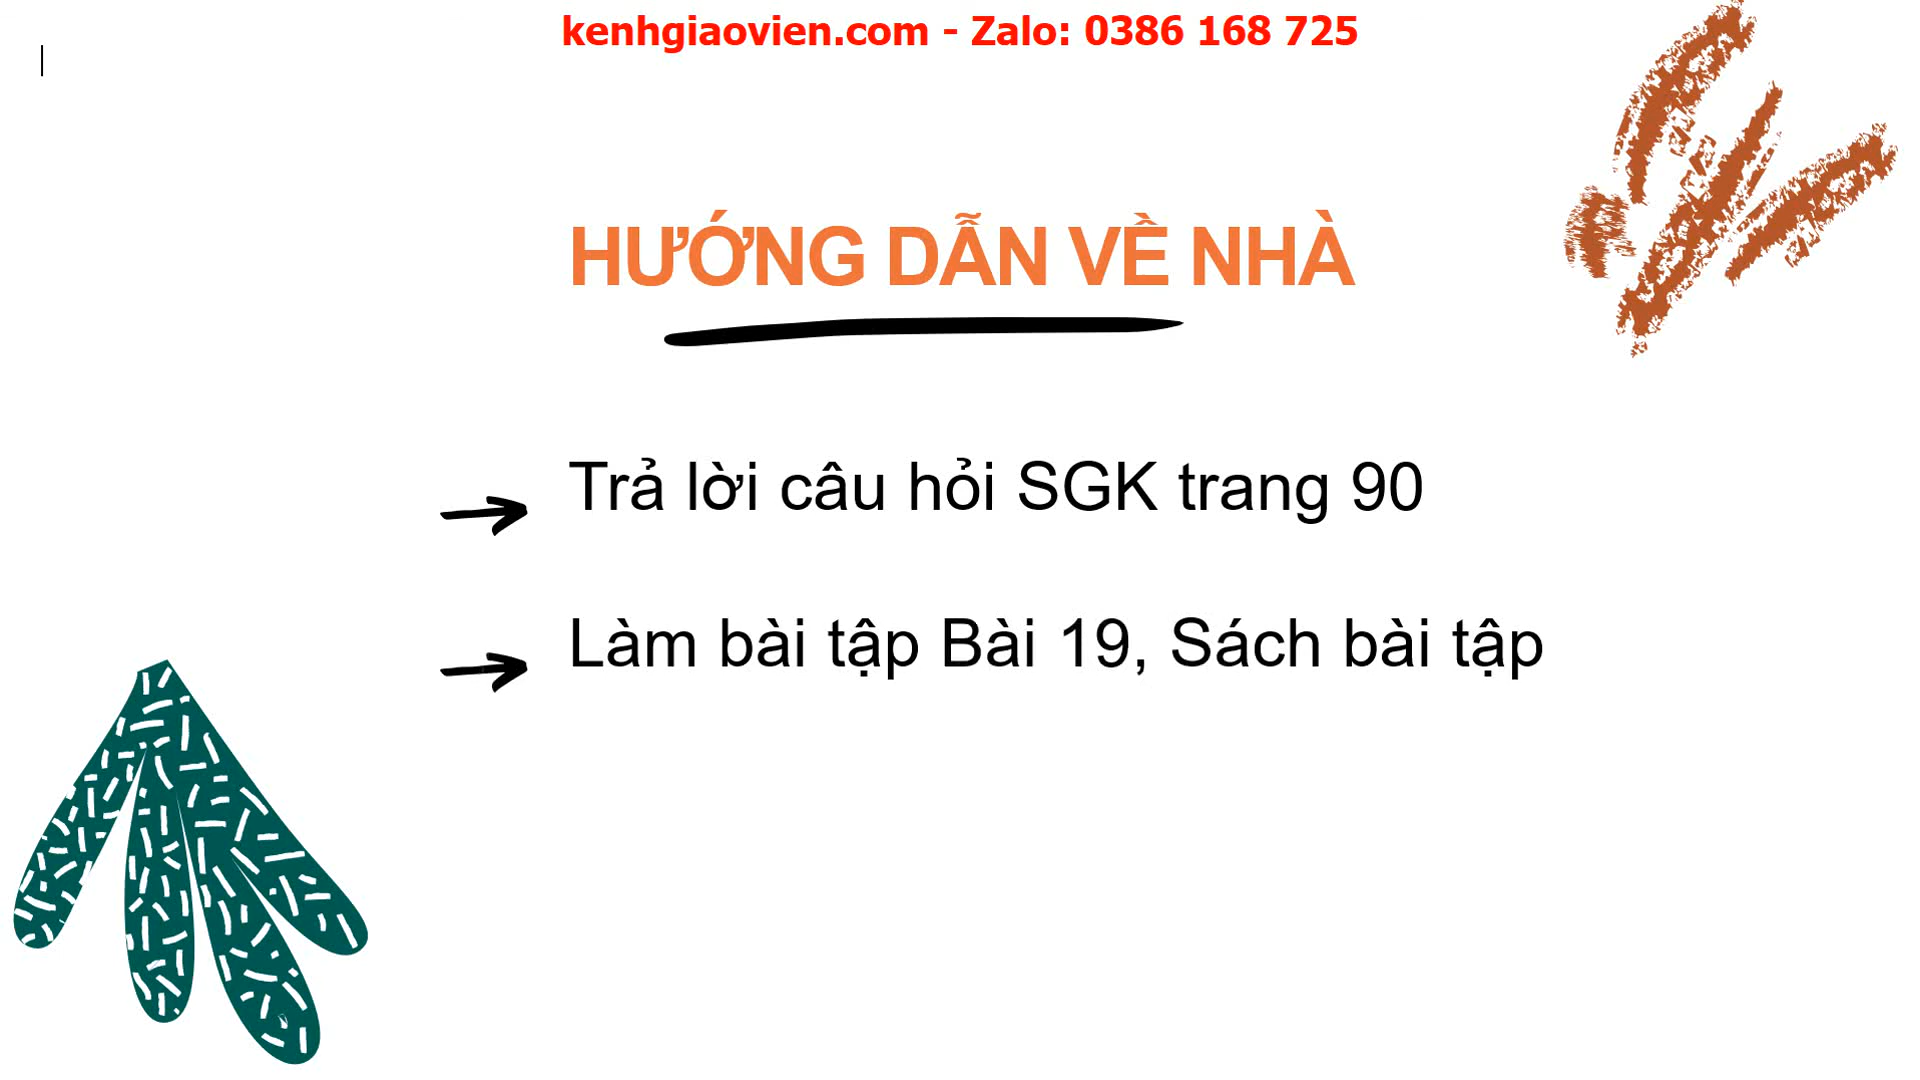 kenhgiaovien.com - Zalo: 0386 168 725
HƯỚNG DẪN VỀ NHÀ
Trả lời câu hỏi SGK trang 90
Làm bài tập Bài 19, Sách bài tập